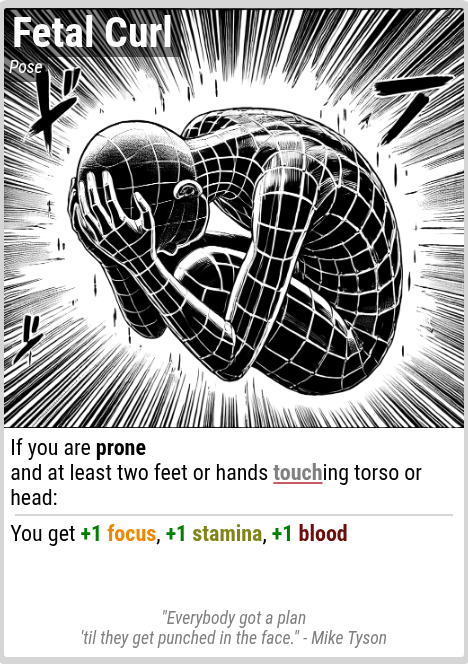 Fetal Curl
Pose
ド
ド
If you are prone
and at least two feet or hands touching torso or
head:
You get +1 focus, +1 stamina, +1 blood
"Everybody got a plan
'til they get punched in the face." - Mike Tyson